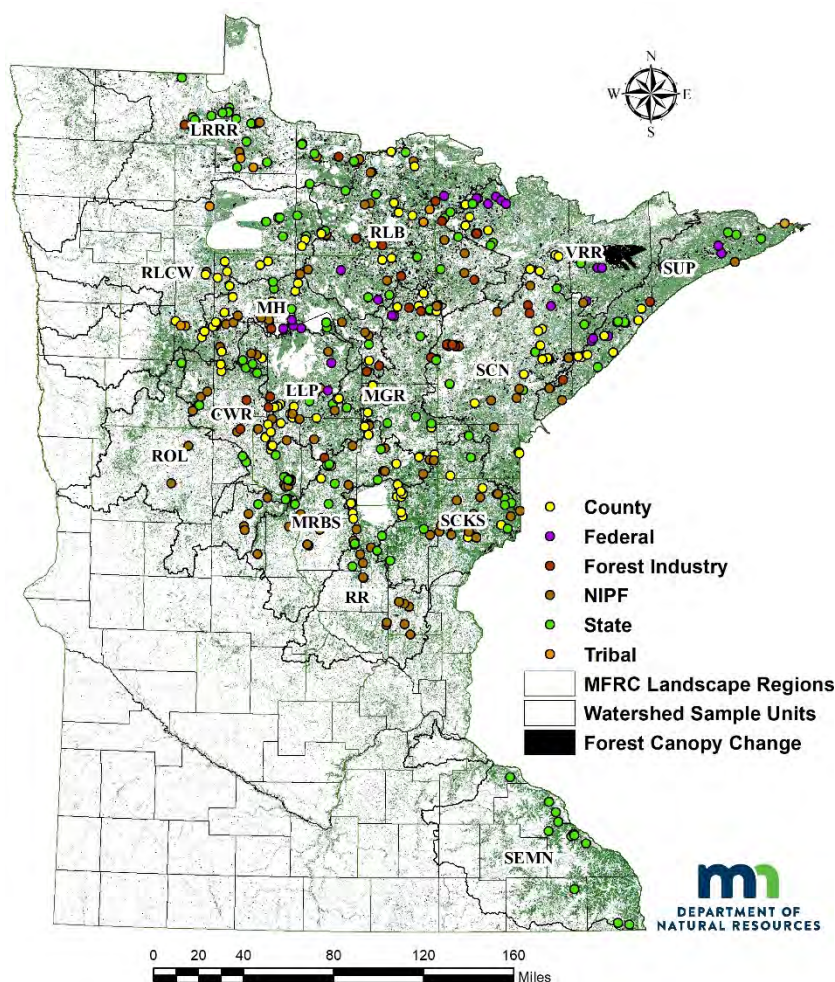 N
W E
S
LRRR
RLB
VRR
SUP
RLCW
MH
SCN
LLP
MGR
CWR
ROL
MRBS
SCKS
RR
SEMN
County
Federal
Forest Industry
NIPF
State
Tribal
MFRC Landscape Regions
Watershed Sample Units
Forest Canopy Change
mn
DEPARTMENT OF
NATURAL RESOURCES
0 20 40 80 120 160
Miles